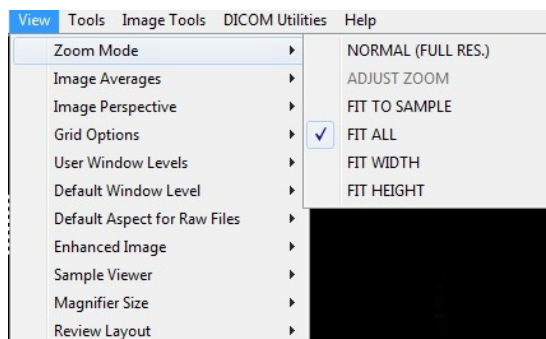 View Tools Image Tools DICOM Utilities Help
Zoom Mode
Image Averages
Image Perspective
Grid Options
User Window Levels
Default Window Level
Default Aspect for Raw Files
Enhanced Image
Sample Viewer
Magnifier Size
Review Layout
NORMAL (FULL RES.)
ADJUST ZOOM
FIT TO SAMPLE
FIT ALL
FIT WIDTH
FIT HEIGHT